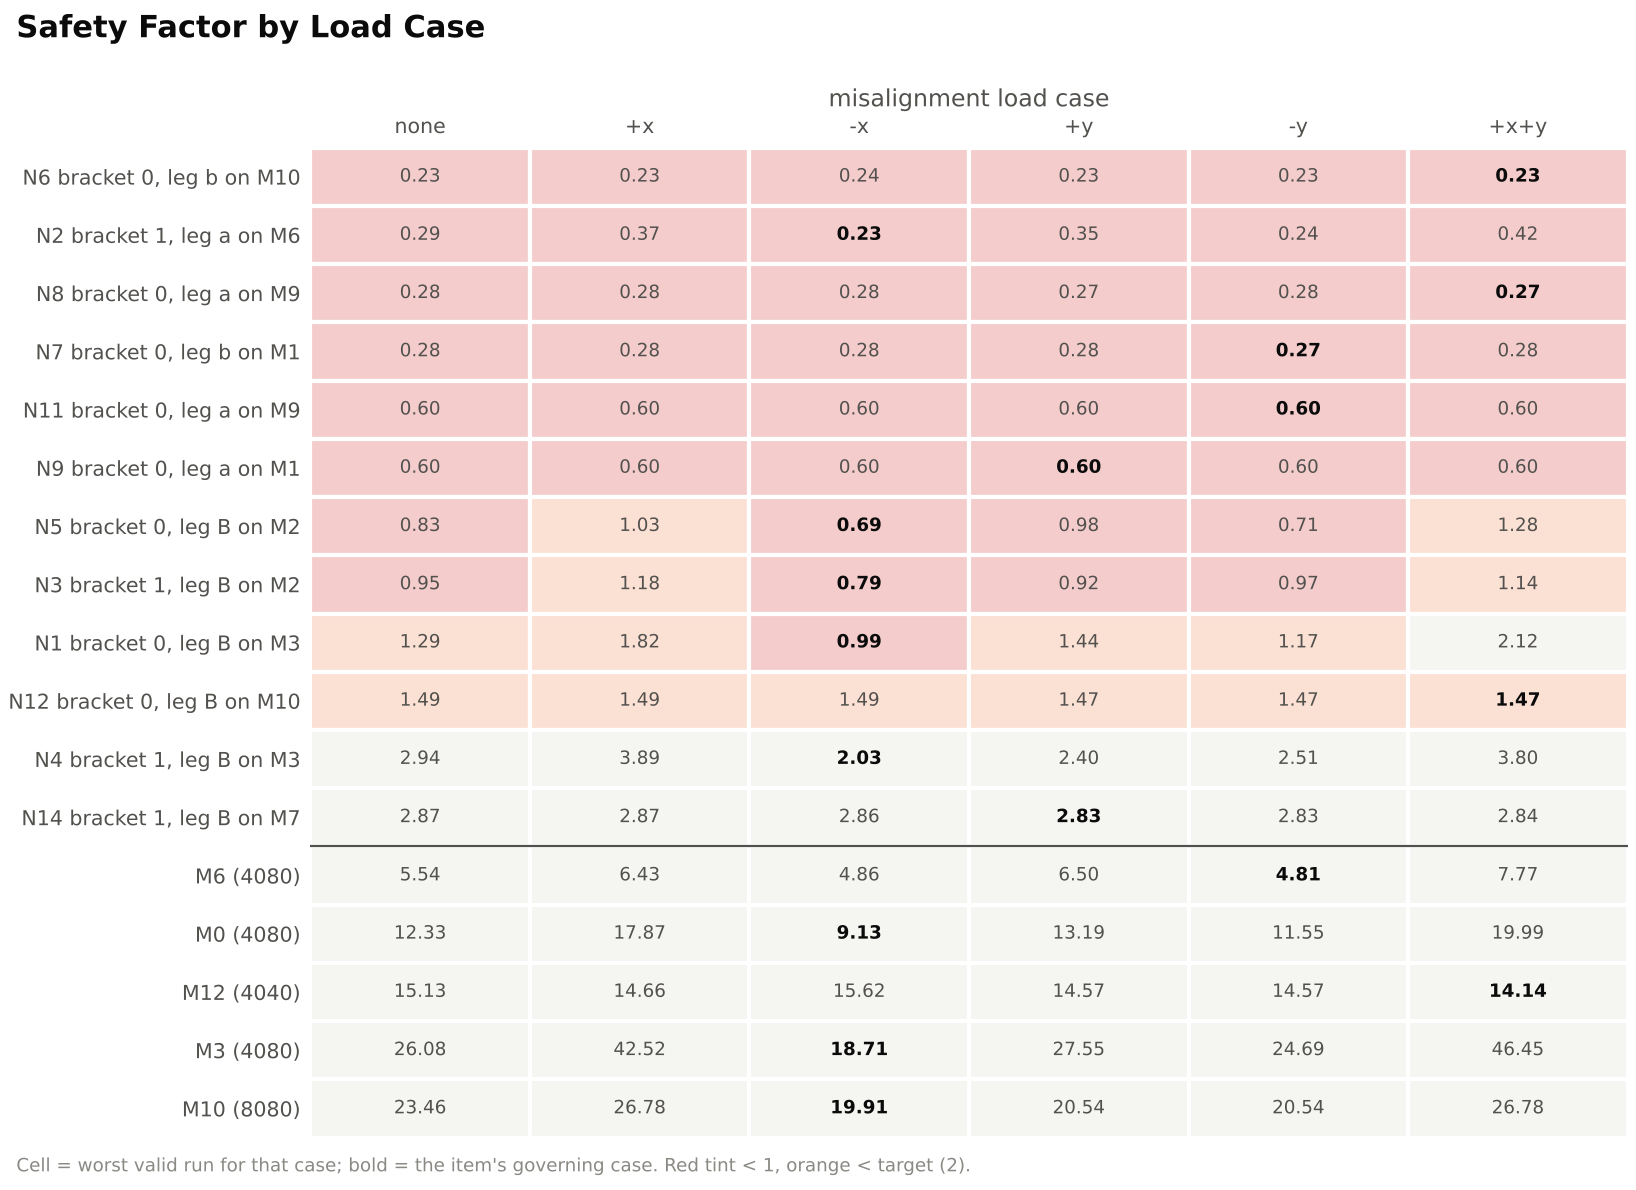 Safety Factor by Load Case
misalignment load case
none +x -x +y -y +x+y
N6 bracket 0, leg b on M10 0.23 0.23 0.24 0.23 0.23 0.23
N2 bracket 1, leg a on M6 0.29 0.37 0.23 0.35 0.24 0.42
N8 bracket 0, leg a on M9 0.28 0.28 0.28 0.27 0.28 0.27
N7 bracket 0, leg b on M1 0.28 0.28 0.28 0.28 0.27 0.28
N11 bracket 0, leg a on M9 0.60 0.60 0.60 0.60 0.60 0.60
N9 bracket 0, leg a on M1 0.60 0.60 0.60 0.60 0.60 0.60
N5 bracket 0, leg B on M2 0.83 1.03 0.69 0.98 0.71 1.28
N3 bracket 1, leg B on M2 0.95 1.18 0.79 0.92 0.97 1.14
N1 bracket 0, leg B on M3 1.29 1.82 0.99 1.44 1.17 2.12
N12 bracket 0, leg B on M10 1.49 1.49 1.49 1.47 1.47 1.47
N4 bracket 1, leg B on M3 2.94 3.89 2.03 2.40 2.51 3.80
N14 bracket 1, leg B on M7 2.87 2.87 2.86 2.83 2.83 2.84
M6 (4080) 5.54 6.43 4.86 6.50 4.81 7.77
M0 (4080) 12.33 17.87 9.13 13.19 11.55 19.99
M12 (4040) 15.13 14.66 15.62 14.57 14.57 14.14
M3 (4080) 26.08 42.52 18.71 27.55 24.69 46.45
M10 (8080) 23.46 26.78 19.91 20.54 20.54 26.78
Cell = worst valid run for that case; bold = the item's governing case. Red tint < 1, orange < target (2).